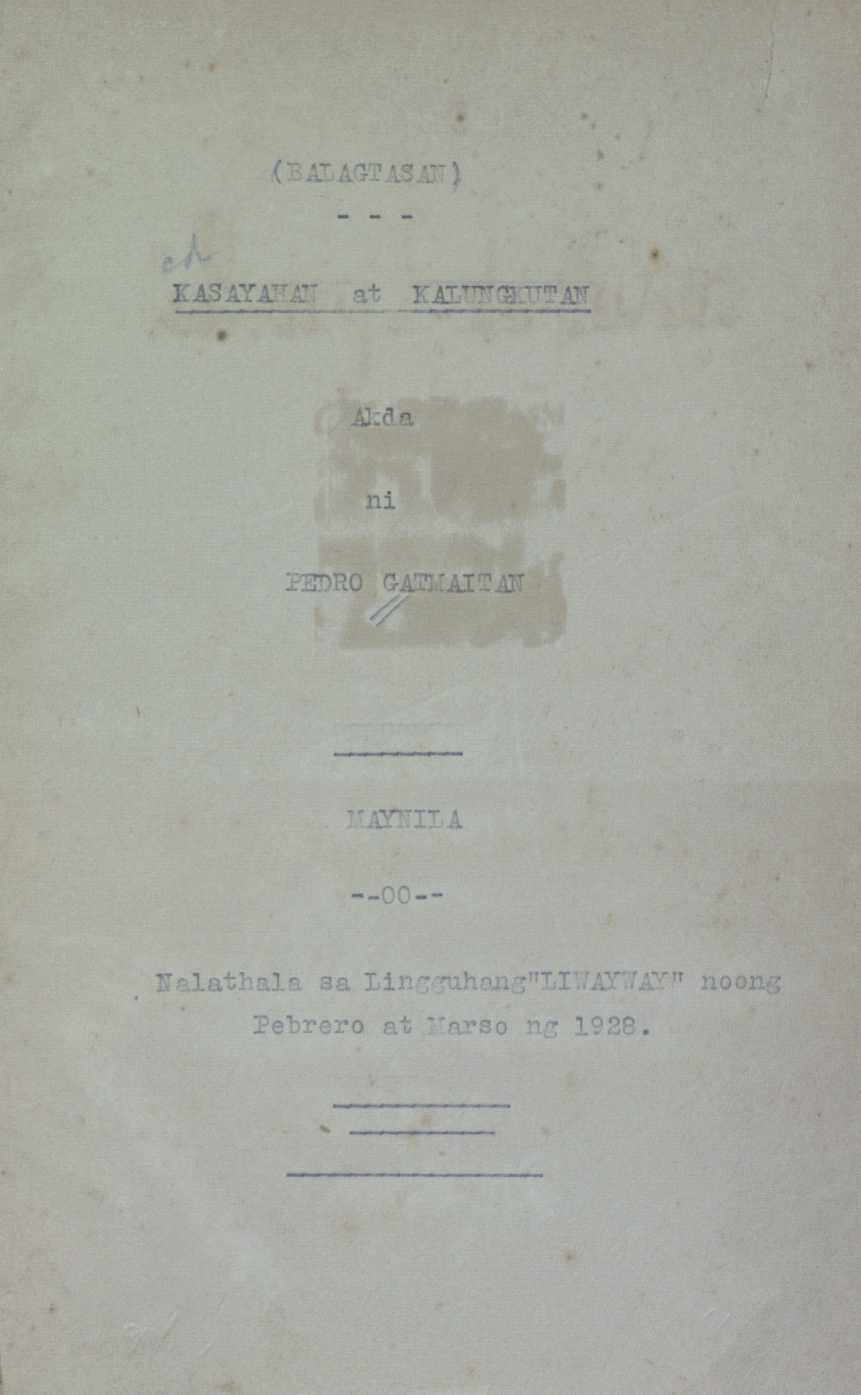 (BALAGTASAN)
- - -
KASAYAHAN at KALUNGKUTAN
Akda
ni
PEDRO GATMAITAN
MAYNILA
--00--
Nalathala sa Lingguhang"LIWAYWAY" noong
Pebrero at Marso ng 1928.